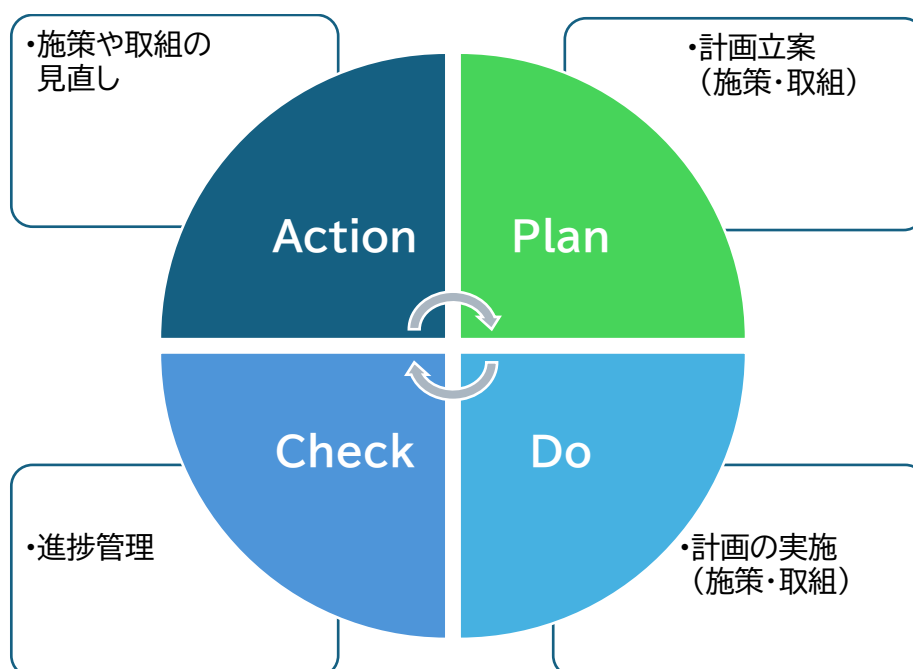 ・施策や取組の
見直し
・計画立案
（施策・取組）
Action
Plan
Check
Do
・進捗管理
・計画の実施
（施策・取組）